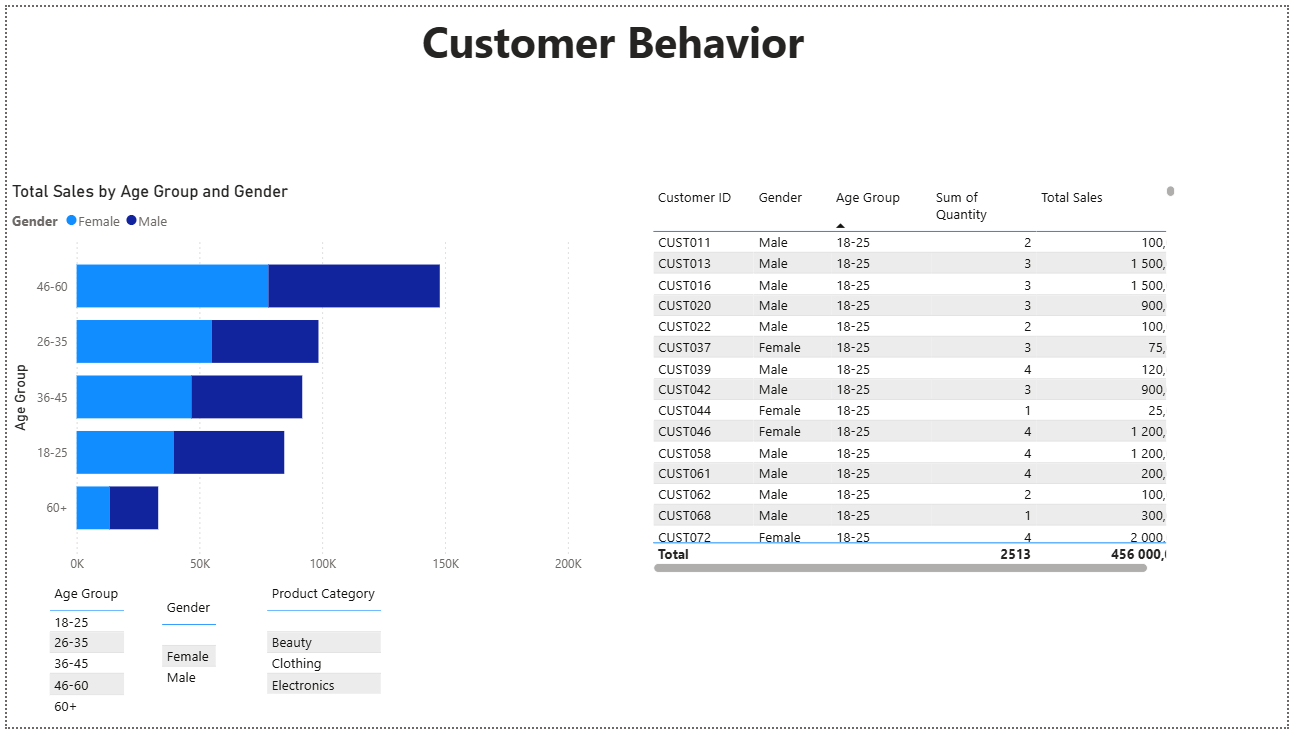 Customer Behavior
Total Sales by Age Group and Gender
Gender Female Male
Age Group
46-60
26-35
36-45
18-25
60+
0K 50K 100K 150K 200K
Customer ID Gender Age Group Sum of Quantity Total Sales
CUST011 Male 18-25 2 100,
CUST013 Male 18-25 3 1 500,
CUST016 Male 18-25 3 1 500,
CUST020 Male 18-25 3 900,
CUST022 Male 18-25 2 100,
CUST037 Female 18-25 3 75,
CUST039 Male 18-25 4 120,
CUST042 Male 18-25 3 900,
CUST044 Female 18-25 1 25,
CUST046 Female 18-25 4 1 200,
CUST058 Male 18-25 4 1 200,
CUST061 Male 18-25 4 200,
CUST062 Male 18-25 2 100,
CUST068 Male 18-25 1 300,
CUST072 Female 18-25 4 2 000,
Total 2513 456 000,
Age Group
18-25
26-35
36-45
46-60
60+
Gender
Female
Male
Product Category
Beauty
Clothing
Electronics